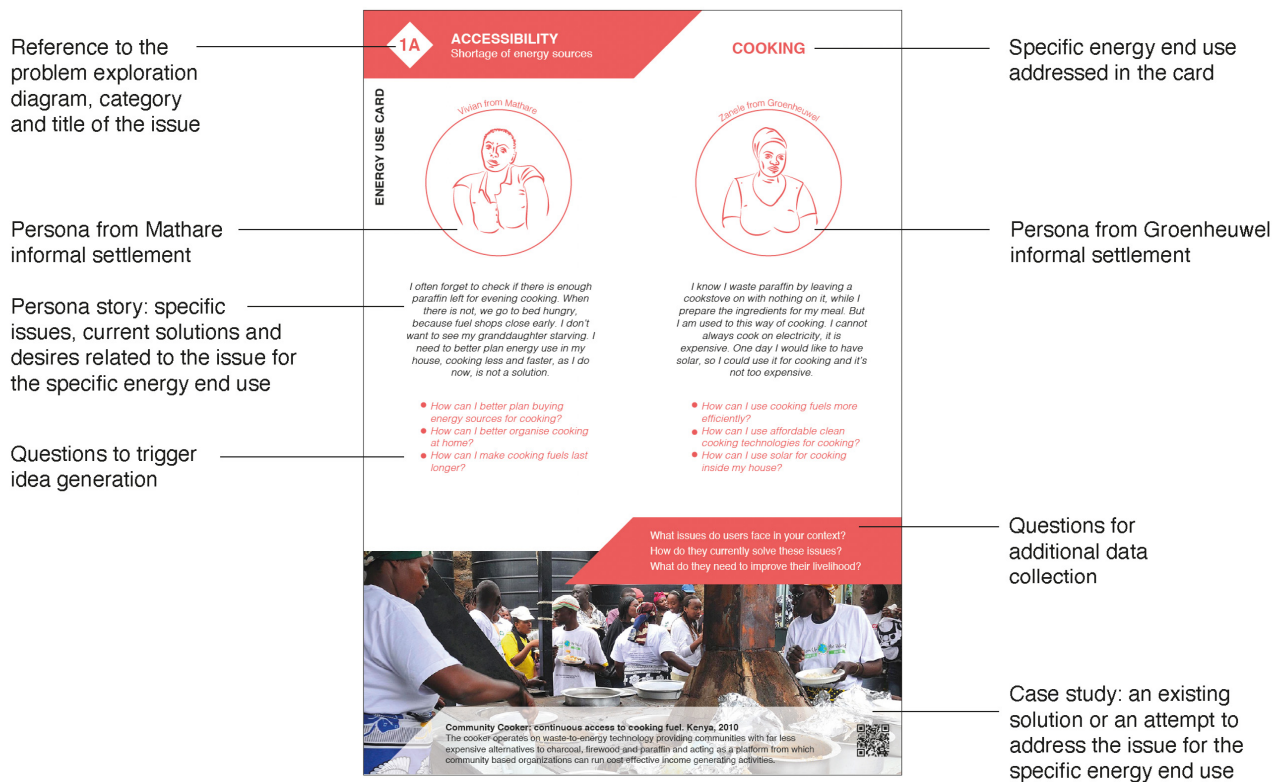 Reference to the
problem exploration
diagram, category
and title of the issue
Persona from Mathare
informal settlement
Persona story: specific
issues, current solutions and
desires related to the issue for
the specific energy end use
Questions to trigger
idea generation
1A
ACCESSIBILITY
Shortage of energy sources
COOKING
ENERGY USE CARD
Vivian from Mathare
Zanele from Groenheuwel
I often forget to check if there is enough
paraffin left for evening cooking. When
there is not, we go to bed hungry,
because fuel shops close early. I don't
want to see my granddaughter starving. I
need to better plan energy use in my
house, cooking less and faster, as I do
now, is not a solution.
• How can I better plan buying
energy sources for cooking?
• How can I better organise cooking
at home?
• How can I make cooking fuels last
longer?
I know I waste paraffin by leaving a
cookstove on with nothing on it, while I
prepare the ingredients for my meal. But
I am used to this way of cooking. I cannot
always cook on electricity, it is
expensive. One day I would like to have
solar, so I could use it for cooking and it's
not too expensive.
• How can I use cooking fuels more
efficiently?
• How can I use affordable clean
cooking technologies for cooking?
• How can I use solar for cooking
inside my house?
What issues do users face in your context?
How do they currently solve these issues?
What do they need to improve their livelihood?
Community Cooker: continuous access to cooking fuel. Kenya, 2010
The cooker operates on waste-to-energy technology providing communities with far less
expensive alternatives to charcoal, firewood and paraffin and acting as a platform from which
community based organizations can run cost effective income generating activities.
Specific energy end use
addressed in the card
Persona from Groenheuwel
informal settlement
Questions for
additional data
collection
Case study: an existing
solution or an attempt to
address the issue for the
specific energy end use